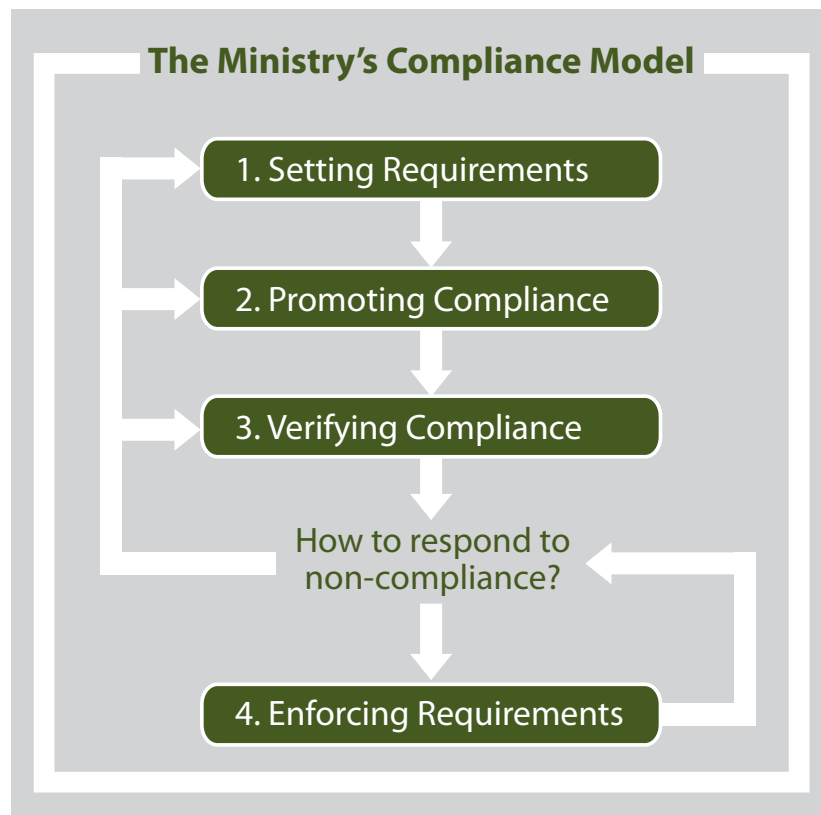 The Ministry’s Compliance Model
1. Setting Requirements
2. Promoting Compliance
3. Verifying Compliance
How to respond to
non-compliance?
4. Enforcing Requirements